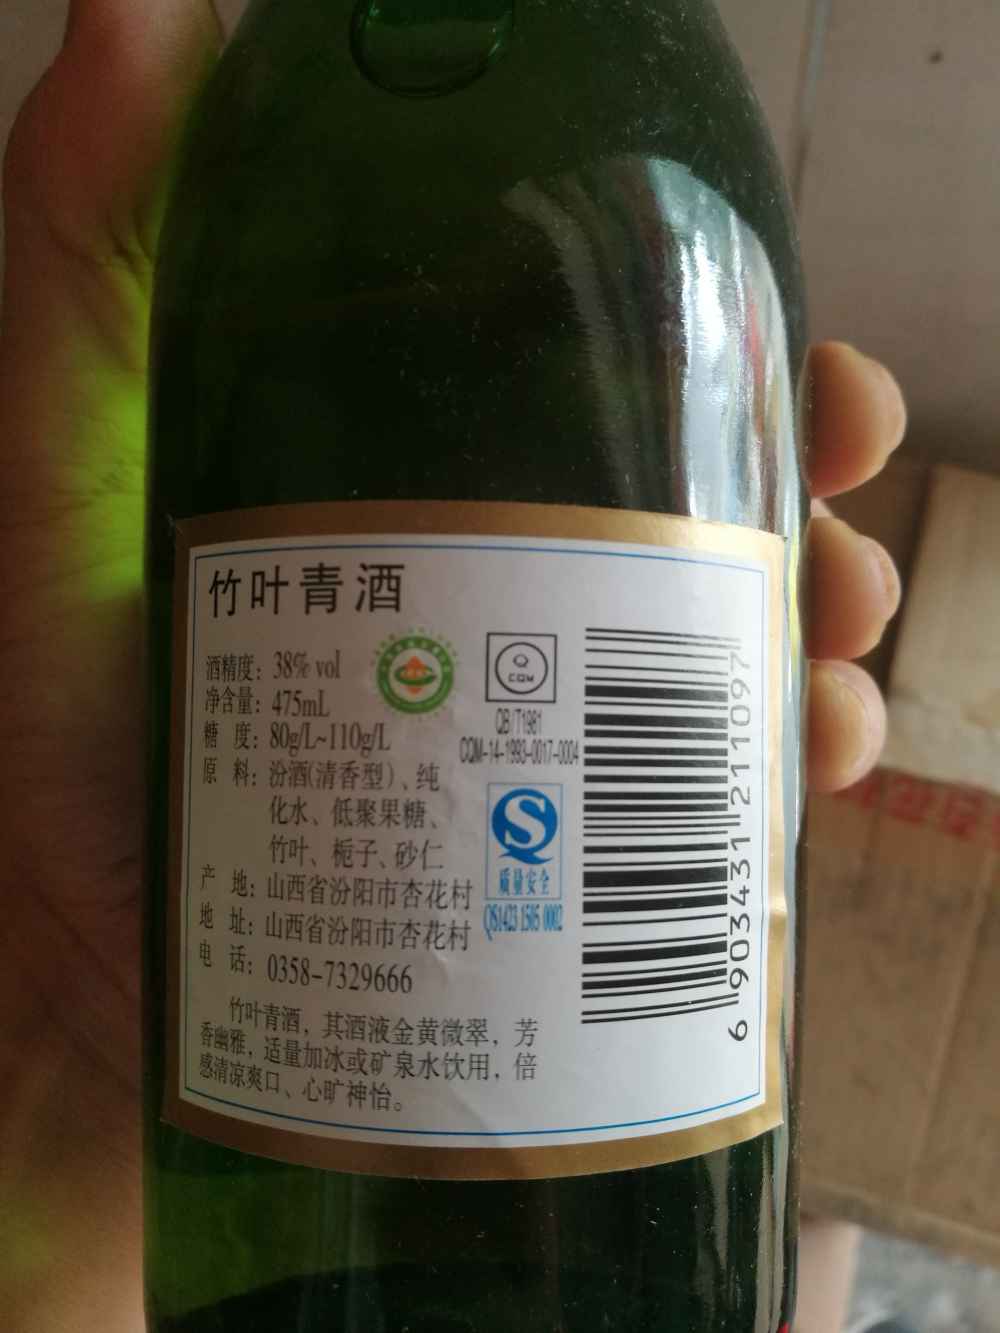 竹叶青酒
酒精度：38% vol
净含量：475mL
糖 度：80g/L~110g/L
原 料：汾酒(清香型)、纯
化水、低聚果糖、
竹叶、栀子、砂仁
产 地：山西省汾阳市杏花村
地 址：山西省汾阳市杏花村
电 话：0358-7329666
竹叶青酒，其酒液金黄微翠，芳
香幽雅，适量加冰或矿泉水饮用，倍
感清凉爽口、心旷神怡。
Q
CQM
QB/T1981
CQM-14-1993-0017-0004
质量安全
QS1423 1505 0002
6 903431 211097